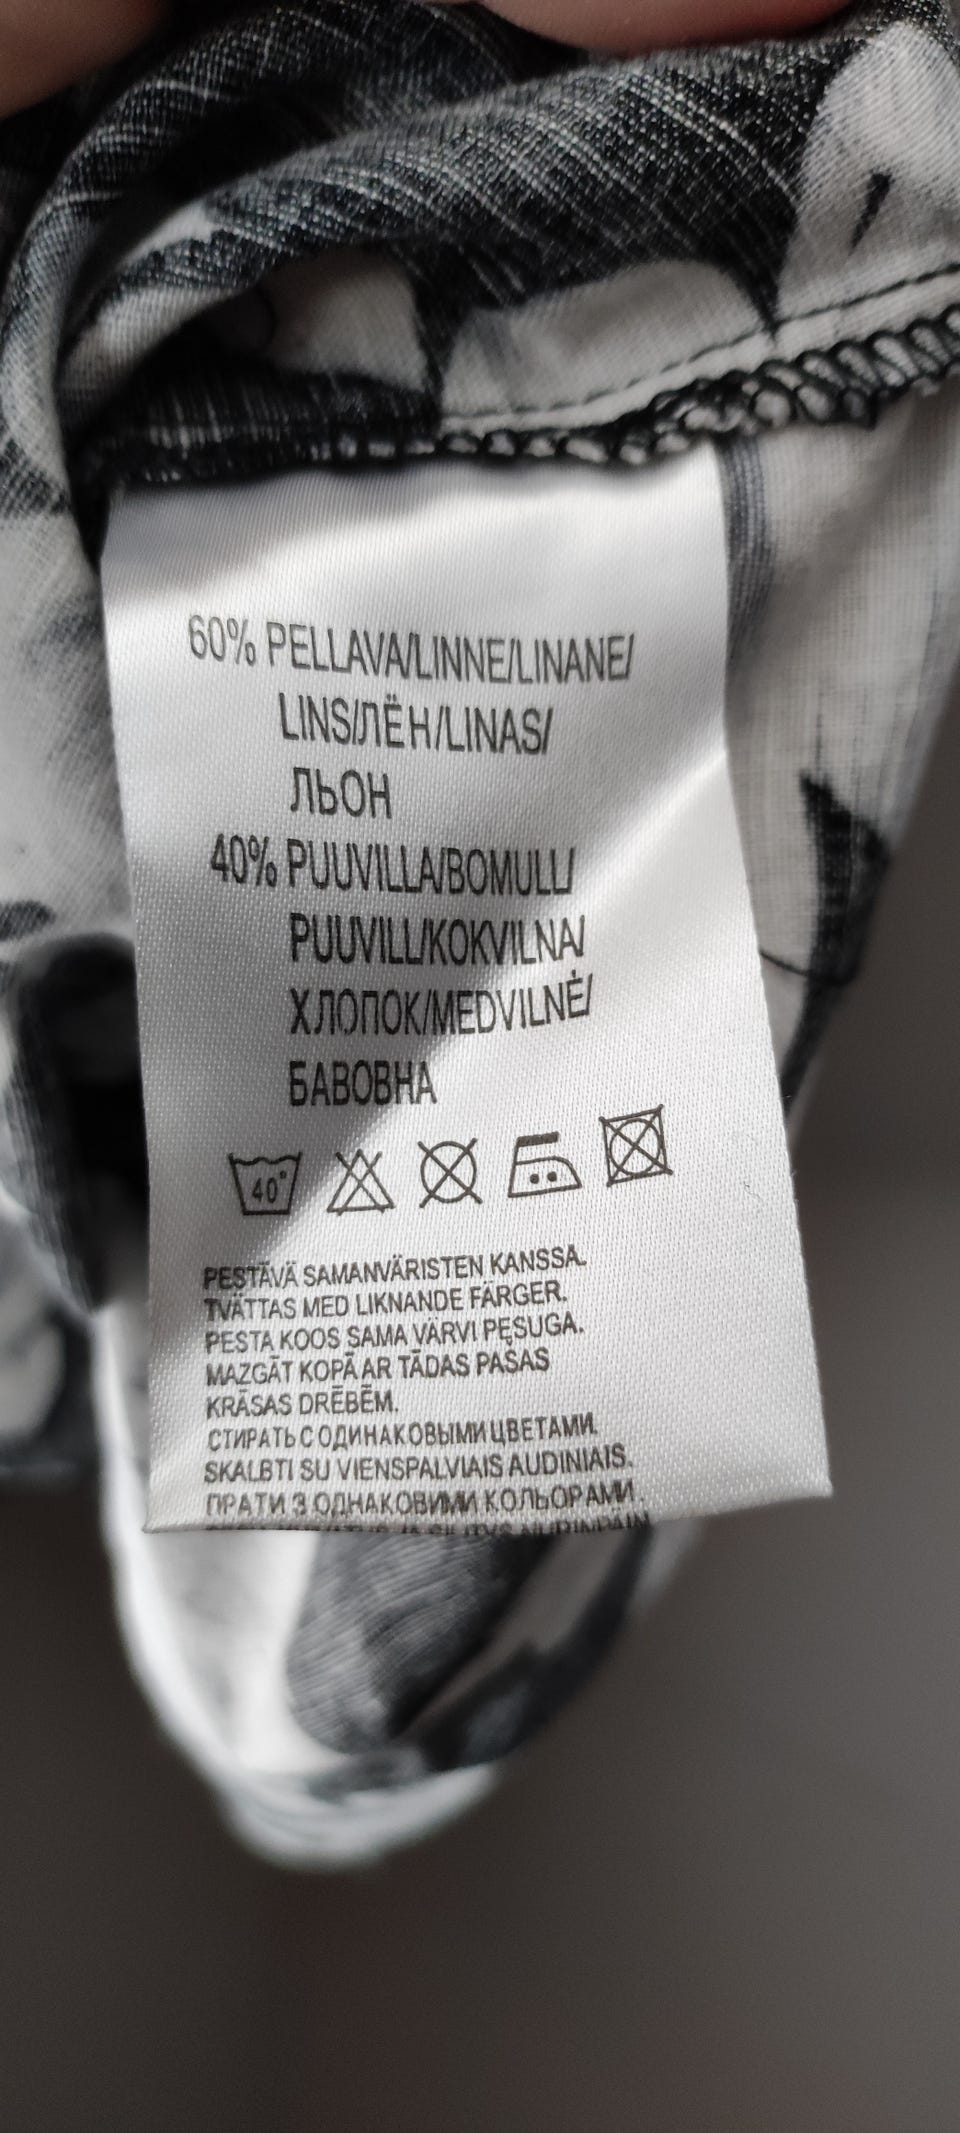 60% PELLAVA/LINNE/LINANE/
LINS/ЛЁН/LINAS/
ЛЬОН
40% PUUVILLA/BOMULL/
PUUVILL/KOKVILNA/
ХЛОПОК/MEDVILNĖ/
БАВОВНА
40°
PESTÄVÄ SAMANVÄRISTEN KANSSA.
TVÄTTAS MED LIKNANDE FÄRGER.
PESTA KOOS SAMA VÄRVI PESUGA.
MAZGĀT KOPĀ AR TĀDAS PAŠAS
KRĀSAS DRĒBĒM.
СТИРАТЬ С ОДИНАКОВЫМИ ЦВЕТАМИ.
SKALBTI SU VIENSPALVIAIS AUDINIAIS.
ПРАТИ З ОДНАКОВИМИ КОЛЬОРАМИ.